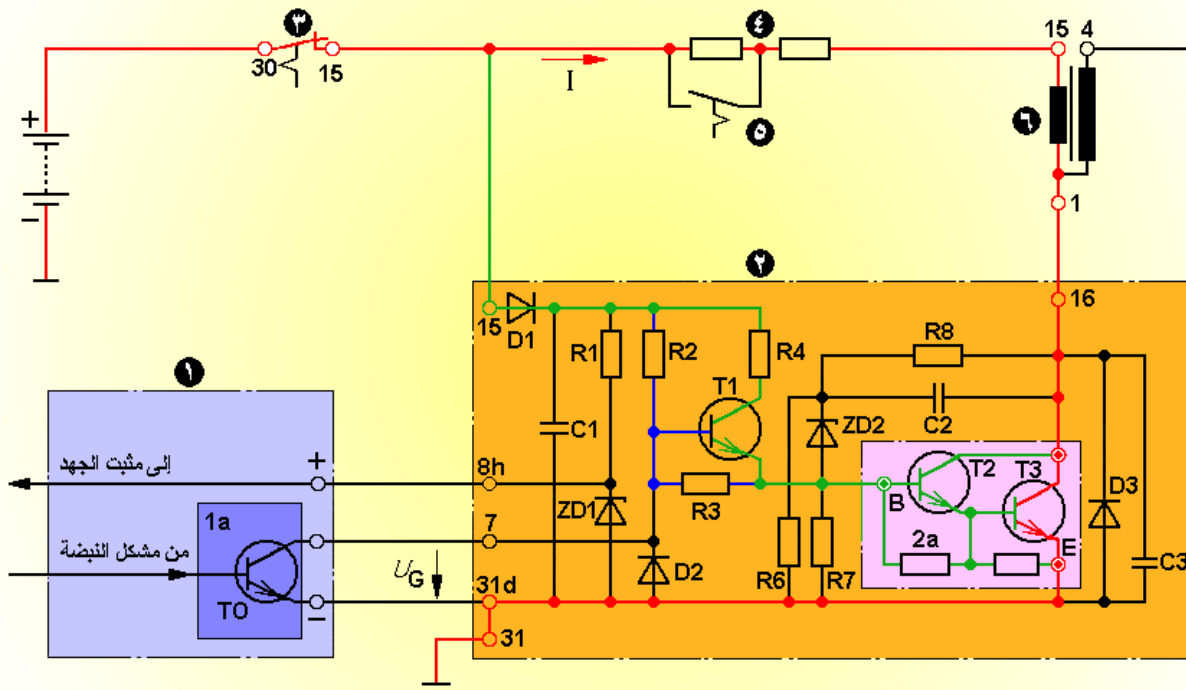 ٣
٤
15
4
30
15
I
٥
٦
+
−
1
٢
16
15
D1
R1
R2
R4
R8
١
T1
C1
ZD2
C2
إلى مثبت الجهد
+
8h
T2
T3
ZD1
R3
B
D3
1a
7
2a
E
من مشكل النبضة
U
G
D2
R6
R7
C3
TO
−
31d
31